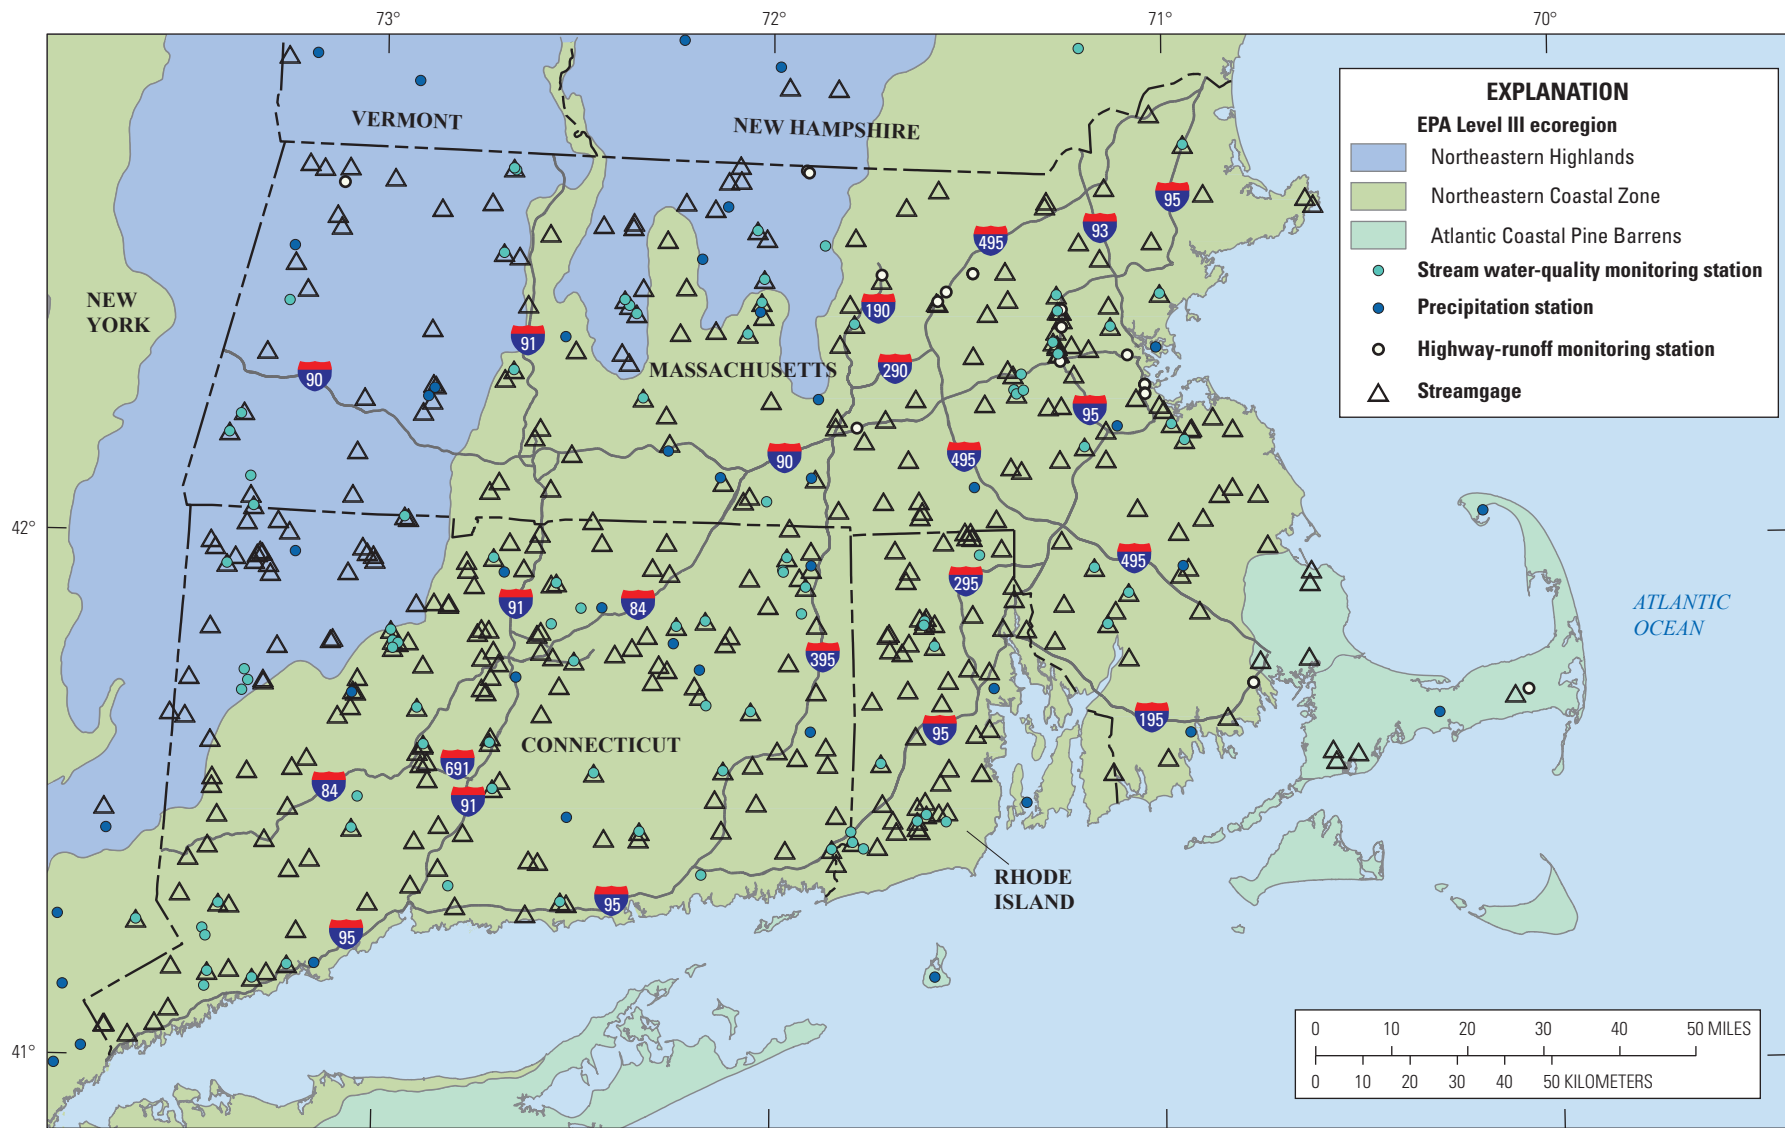 73°
72°
71°
70°
VERMONT
NEW HAMPSHIRE
NEW
YORK
MASSACHUSETTS
CONNECTICUT
RHODE
ISLAND
ATLANTIC
OCEAN
42°
41°
EXPLANATION
EPA Level III ecoregion
Northeastern Highlands
Northeastern Coastal Zone
Atlantic Coastal Pine Barrens
Stream water-quality monitoring station
Precipitation station
Highway-runoff monitoring station
Streamgage
95
93
495
190
91
290
90
95
90
495
495
295
91
84
395
195
95
691
84
91
95
95
0 10 20 30 40 50 MILES
0 10 20 30 40 50 KILOMETERS